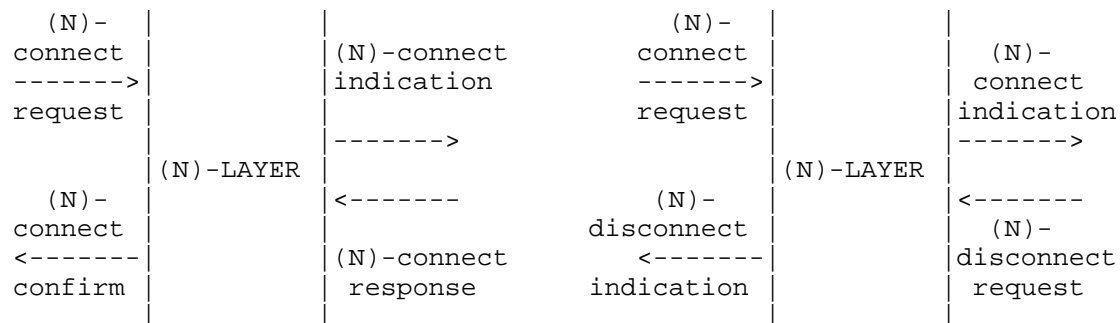 (N)- | | (N)- | |
connect | |(N)-connect connect | | (N)-
------->| |indication ------->| | connect
request | | request | |indication
| |-------> | |------->
|(N)-LAYER | |(N)-LAYER |
(N)- |<------- (N)- |<-------
connect | | disconnect | | (N)-
<-------| |(N)-connect <-------| |disconnect
confirm | | response indication | | request